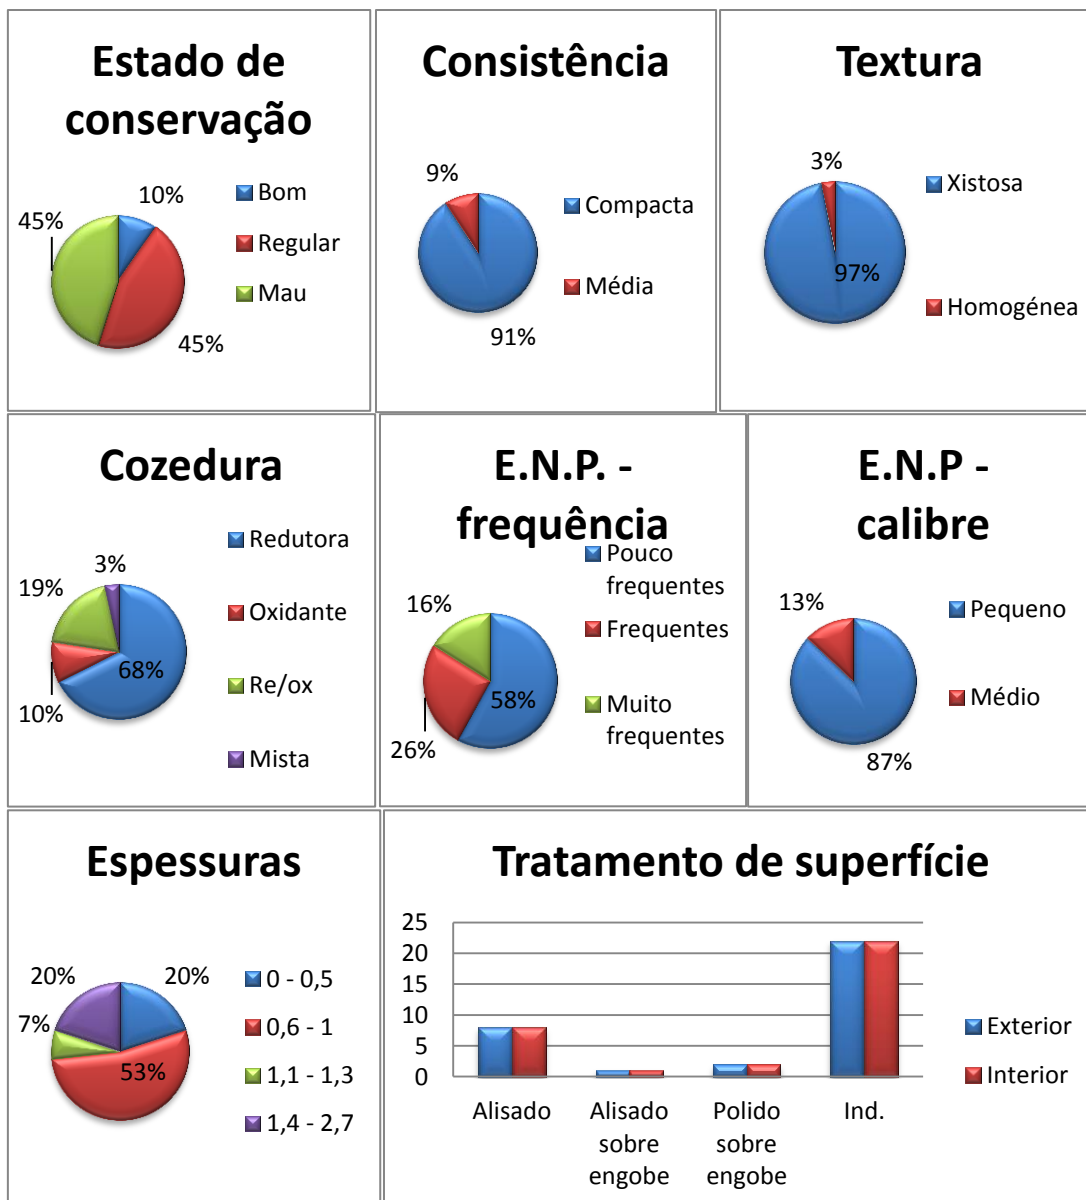 Estado de
conservação
10%
45%
45%
Bom
Regular
Mau
Consistência
9%
91%
Compacta
Média
Textura
3%
97%
Xistosa
Homogénea
Cozedura
3%
19%
68%
10%
Redutora
Oxidante
Re/ox
Mista
E.N.P. -
frequência
16%
58%
26%
Pouco
frequentes
Frequentes
Muito
frequentes
E.N.P -
calibre
13%
87%
Pequeno
Médio
Espessuras
20%
20%
7%
53%
0 - 0,5
0,6 - 1
1,1 - 1,3
1,4 - 2,7
Tratamento de superfície
25
20
15
10
5
0
Alisado
Alisado
sobre
engobe
Polido
sobre
engobe
Ind.
Exterior
Interior